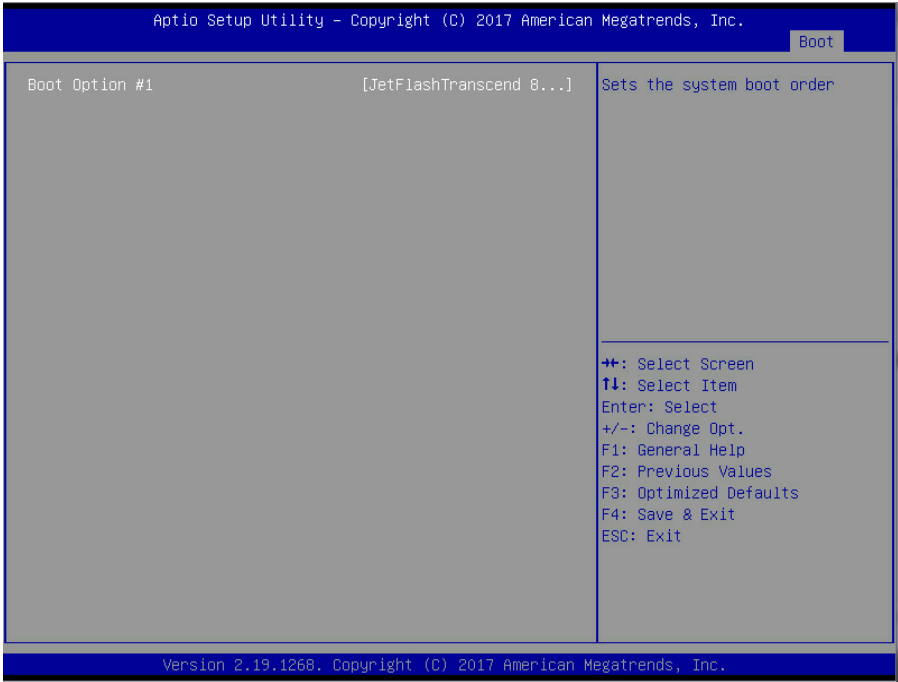 Aptio Setup Utility – Copyright (C) 2017 American Megatrends, Inc.
Boot
Boot Option #1 [JetFlashTranscend 8...]
Sets the system boot order
→←: Select Screen
↑↓: Select Item
Enter: Select
+/-: Change Opt.
F1: General Help
F2: Previous Values
F3: Optimized Defaults
F4: Save & Exit
ESC: Exit
Version 2.19.1268. Copyright (C) 2017 American Megatrends, Inc.